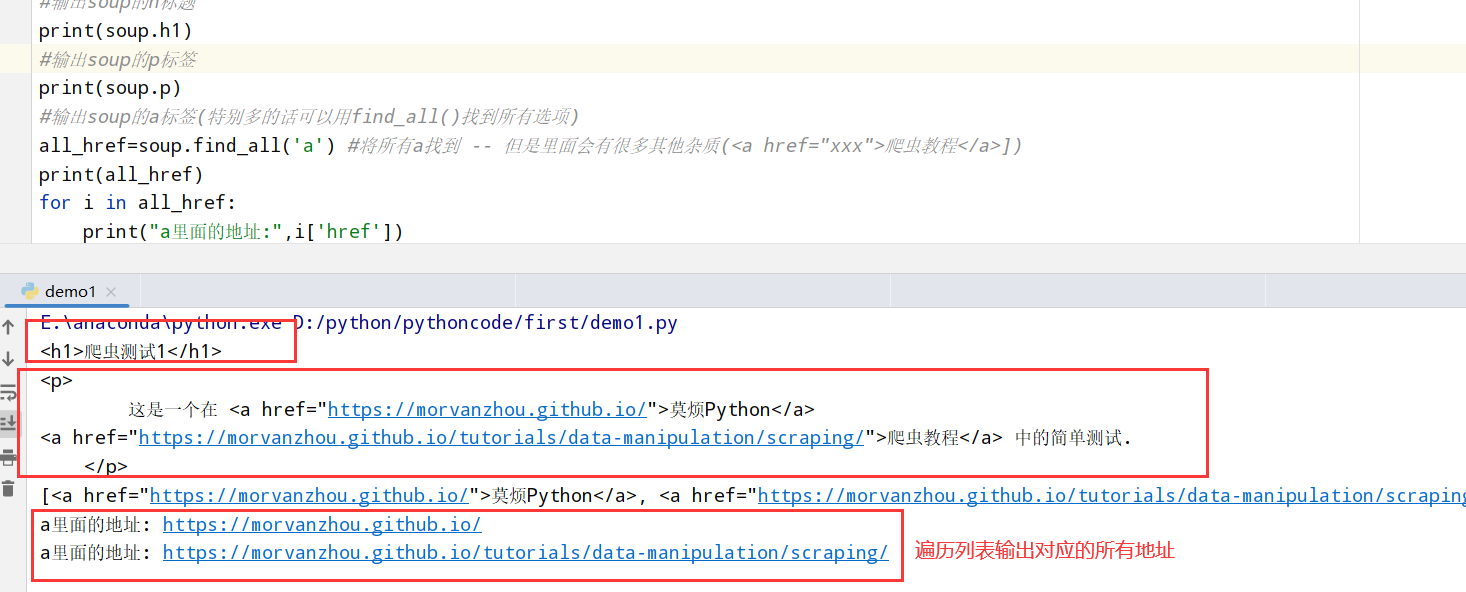 #输出soup的h标题
print(soup.h1)
#输出soup的p标签
print(soup.p)
#输出soup的a标签(特别多的话可以用find_all()找到所有选项)
all_href=soup.find_all('a') #将所有a找到 -- 但是里面会有很多其他杂质(<a href="xxx">爬虫教程</a>])
print(all_href)
for i in all_href:
    print("a里面的地址:",i['href'])
demo1
E:\anaconda\python.exe D:/python/pythoncode/first/demo1.py
<h1>爬虫测试1</h1>
<p>
        这是一个在 <a href="https://morvanzhou.github.io/">莫烦Python</a>
<a href="https://morvanzhou.github.io/tutorials/data-manipulation/scraping/">爬虫教程</a> 中的简单测试.
    </p>
[<a href="https://morvanzhou.github.io/">莫烦Python</a>, <a href="https://morvanzhou.github.io/tutorials/data-manipulation/scraping
a里面的地址: https://morvanzhou.github.io/
a里面的地址: https://morvanzhou.github.io/tutorials/data-manipulation/scraping/
遍历列表输出对应的所有地址